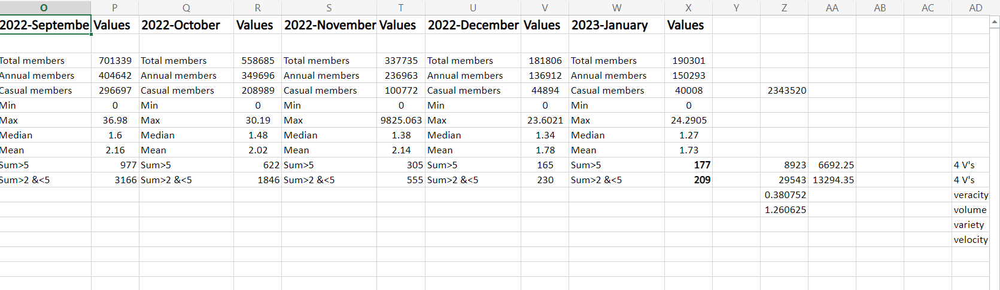 O P Q R S T U V W X Y Z AA AB AC AD
2022-Septembe Values 2022-October Values 2022-November Values 2022-December Values 2023-January Values
Total members 701339 Total members 558685 Total members 337735 Total members 181806 Total members 190301
Annual members 404642 Annual members 349696 Annual members 236963 Annual members 136912 Annual members 150293
Casual members 296697 Casual members 208989 Casual members 100772 Casual members 44894 Casual members 40008 2343520
Min 0 Min 0 Min 0 Min 0 Min 0
Max 36.98 Max 30.19 Max 9825.063 Max 23.6021 Max 24.2905
Median 1.6 Median 1.48 Median 1.38 Median 1.34 Median 1.27
Mean 2.16 Mean 2.02 Mean 2.14 Mean 1.78 Mean 1.73
Sum>5 977 Sum>5 622 Sum>5 305 Sum>5 165 Sum>5 177 8923 6692.25 4 V's
Sum>2 &<5 3166 Sum>2 &<5 1846 Sum>2 &<5 555 Sum>2 &<5 230 Sum>2 &<5 209 29543 13294.35 4 V's
0.380752 veracity
1.260625 volume
variety
velocity